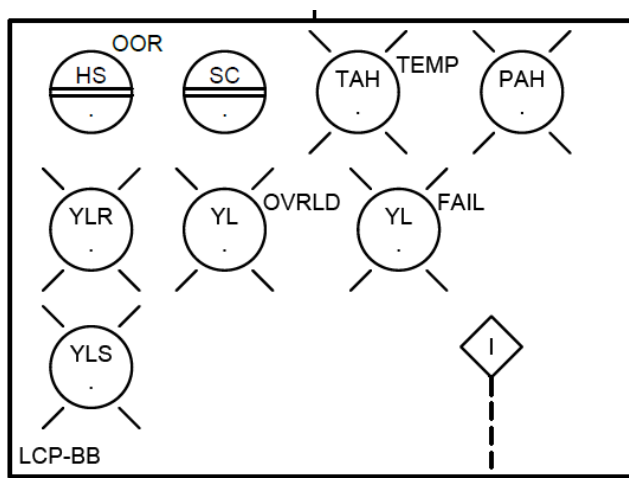 OOR
HS
SC
TAH
TEMP
PAH
YLR
YL
OVRLD
YL
FAIL
YLS
I
LCP-BB